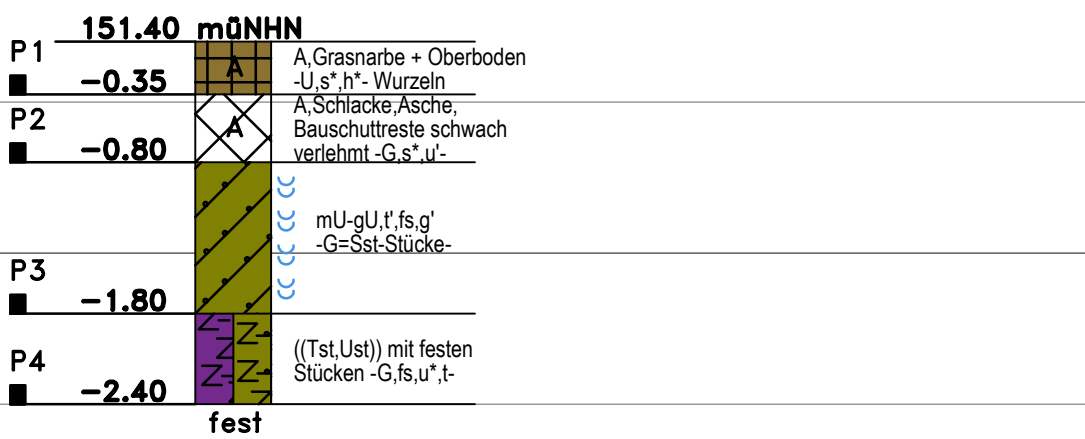 151.40 müNHN
P1
A,Grasnarbe + Oberboden
-U,s*,h*- Wurzeln
A
−0.35
P2
A,Schlacke,Asche,
Bauschuttreste schwach
verlehmt -G,s*,u'-
A
−0.80
mU-gU,t',fs,g'
-G=Sst-Stücke-
P3
−1.80
P4
((Tst,Ust)) mit festen
Stücken -G,fs,u*,t-
−2.40
fest